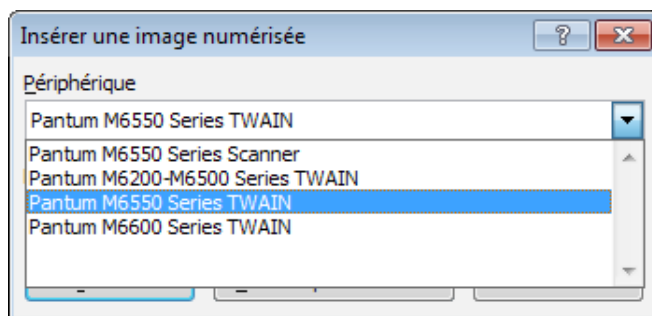 Insérer une image numérisée
Périphérique
Pantum M6550 Series TWAIN
Pantum M6550 Series Scanner
Pantum M6200-M6500 Series TWAIN
Pantum M6550 Series TWAIN
Pantum M6600 Series TWAIN